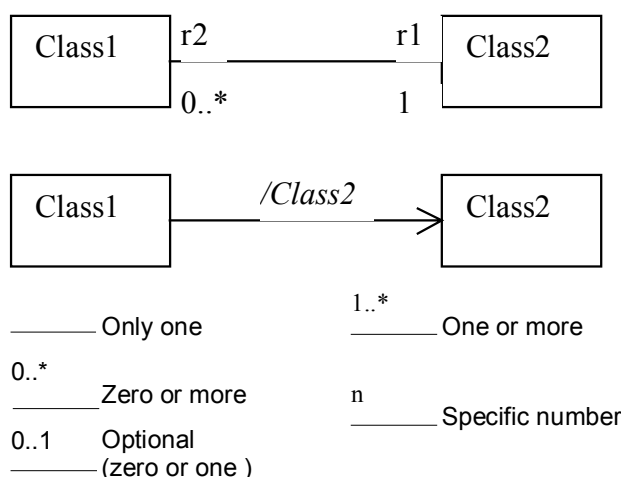 Class1 r2 r1 Class2
0..* 1
Class1 /Class2 Class2
Only one
1..*
One or more
0..*
Zero or more
n
Specific number
0..1 Optional
(zero or one )